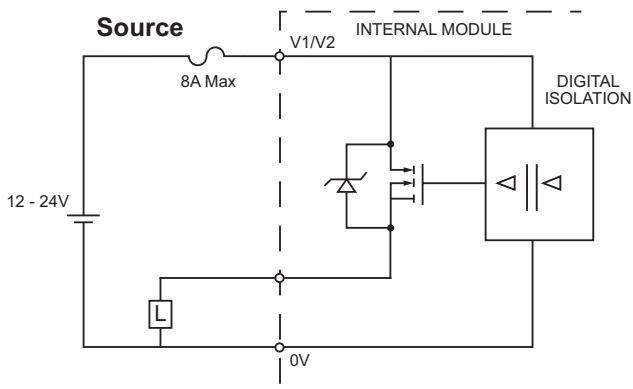 Source
INTERNAL MODULE
V1/V2
8A Max
DIGITAL
ISOLATION
12 - 24V
L
0V